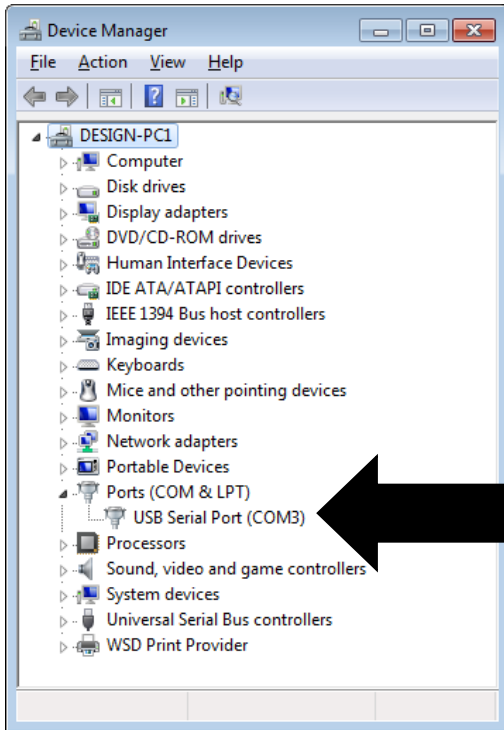 Device Manager
File Action View Help
DESIGN-PC1
Computer
Disk drives
Display adapters
DVD/CD-ROM drives
Human Interface Devices
IDE ATA/ATAPI controllers
IEEE 1394 Bus host controllers
Imaging devices
Keyboards
Mice and other pointing devices
Monitors
Network adapters
Portable Devices
Ports (COM & LPT)
USB Serial Port (COM3)
Processors
Sound, video and game controllers
System devices
Universal Serial Bus controllers
WSD Print Provider